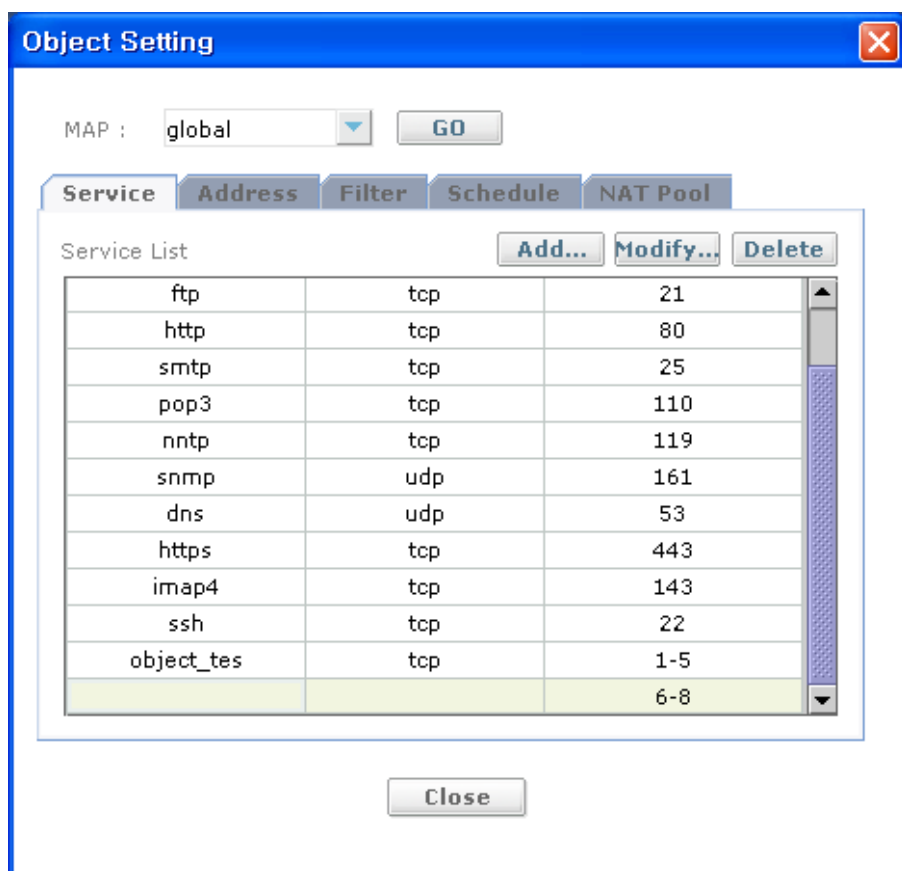 Object Setting
MAP : global GO
Service Address Filter Schedule NAT Pool
Service List Add... Modify... Delete
ftp tcp 21
http tcp 80
smtp tcp 25
pop3 tcp 110
nntp tcp 119
snmp udp 161
dns udp 53
https tcp 443
imap4 tcp 143
ssh tcp 22
object_tes tcp 1-5
6-8
Close